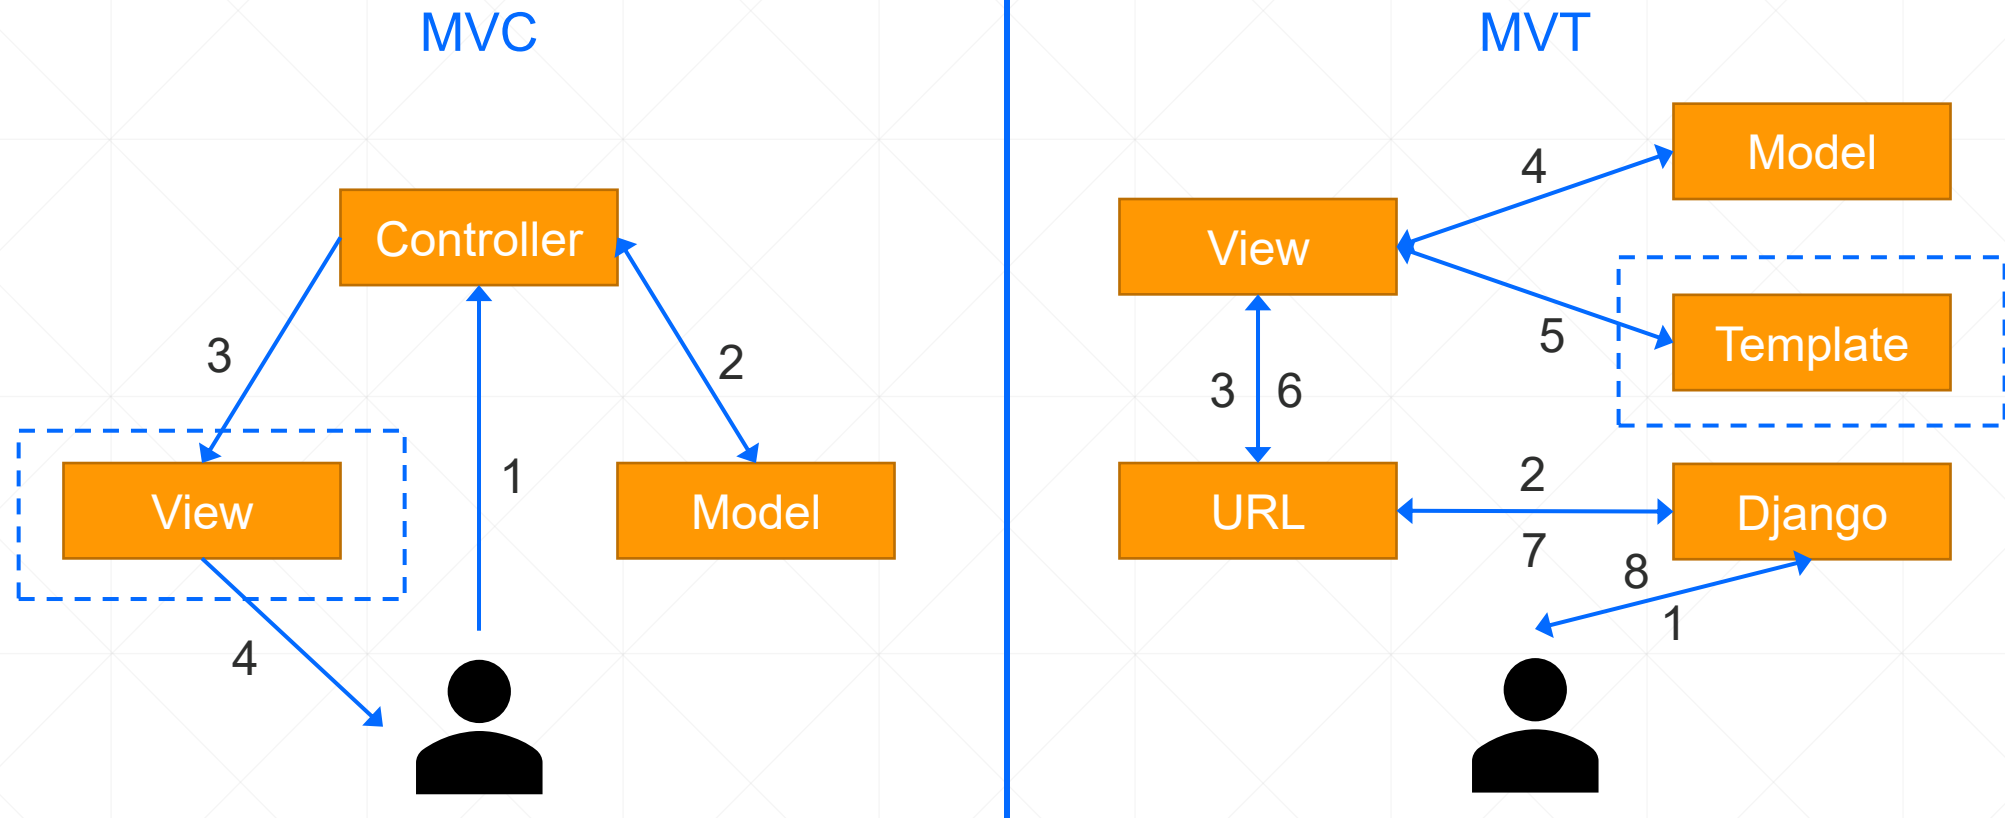 MVC
Controller
3
2
1
View
Model
4
MVT
Model
4
View
5
Template
3 6
2
URL
Django
7
8
1